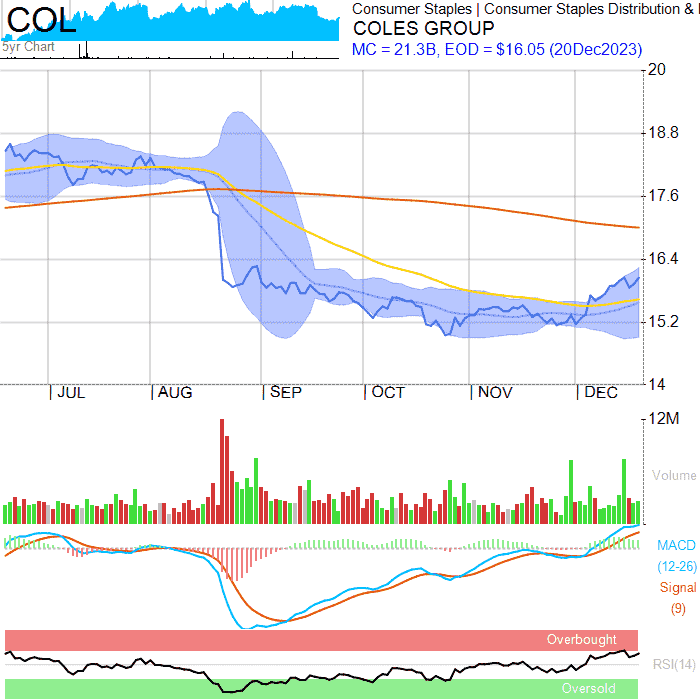 COL
5yr Chart
Consumer Staples | Consumer Staples Distribution &
COLES GROUP
MC = 21.3B, EOD = $16.05 (20Dec2023)
20
18.8
17.6
16.4
15.2
14
JUL
AUG
SEP
OCT
NOV
DEC
12M
Volume
MACD
(12-26)
Signal
(9)
Overbought
RSI(14)
Oversold